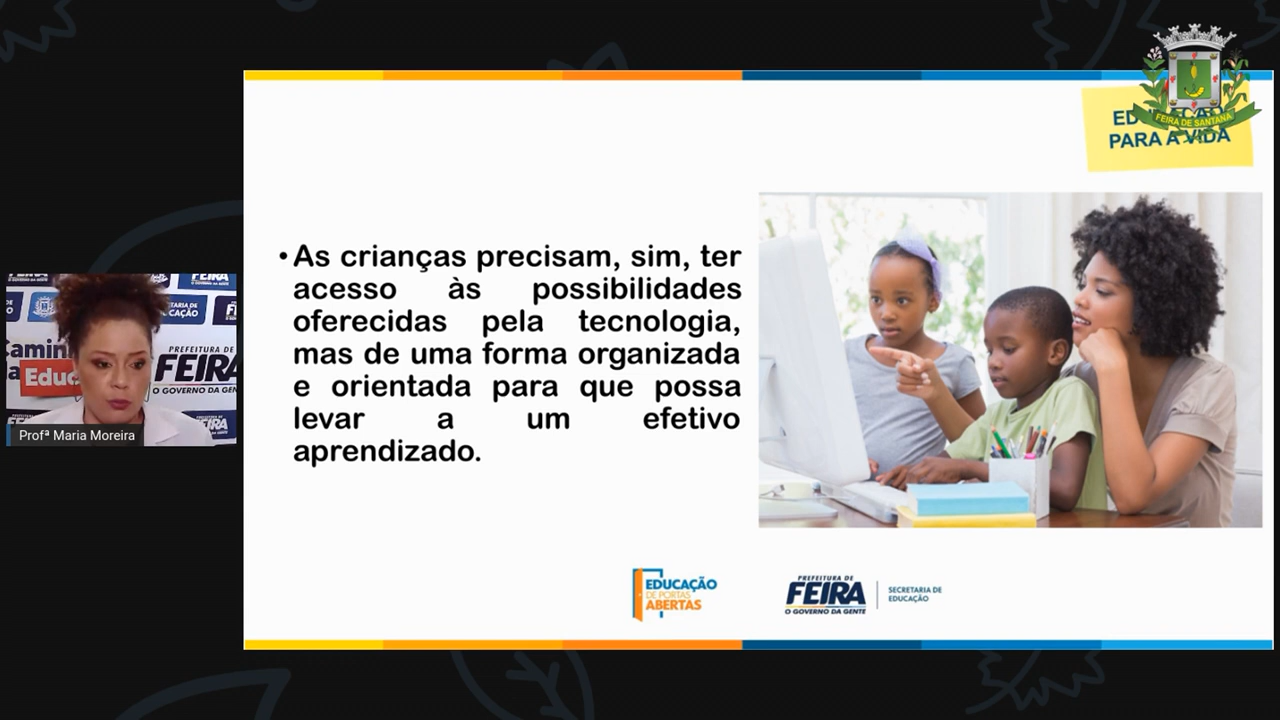 FEIRA DE SANTANA
PARA A VIDA
• As crianças precisam, sim, ter
acesso às possibilidades
oferecidas pela tecnologia,
mas de uma forma organizada
e orientada para que possa
levar a um efetivo
aprendizado.
FEIRA
PREFEITURA DE
FEIRA
O GOVERNO DA GENTE
Profª Maria Moreira
EDUCAÇÃO
DE PORTAS
ABERTAS
PREFEITURA DE
FEIRA
O GOVERNO DA GENTE
SECRETARIA DE
EDUCAÇÃO